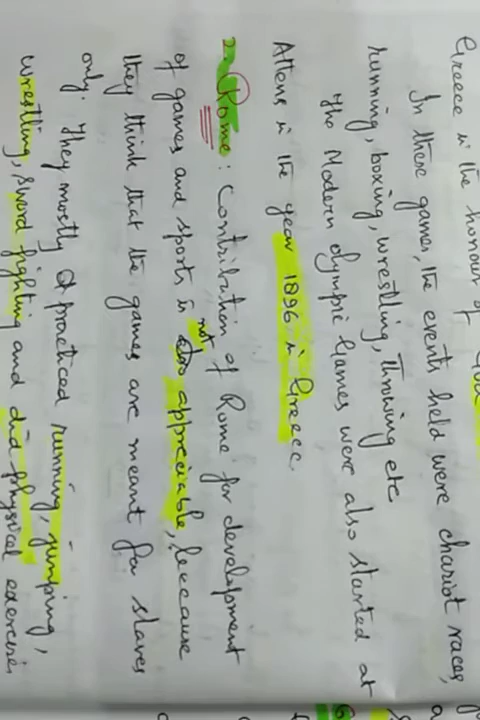 Greece in the honour of
In these games, the events held were chariot races,
running, boxing, wrestling, Throwing etc
The Modern Olympic Games were also started at
Attens in the year 1896 in Greece.
2. Rome: Contribution of Rome for development
of games and sports is not appreciable, because
they think that the games are meant for slaves
only. They mostly practiced running, jumping,
wrestling, sword fighting and did physical exercises